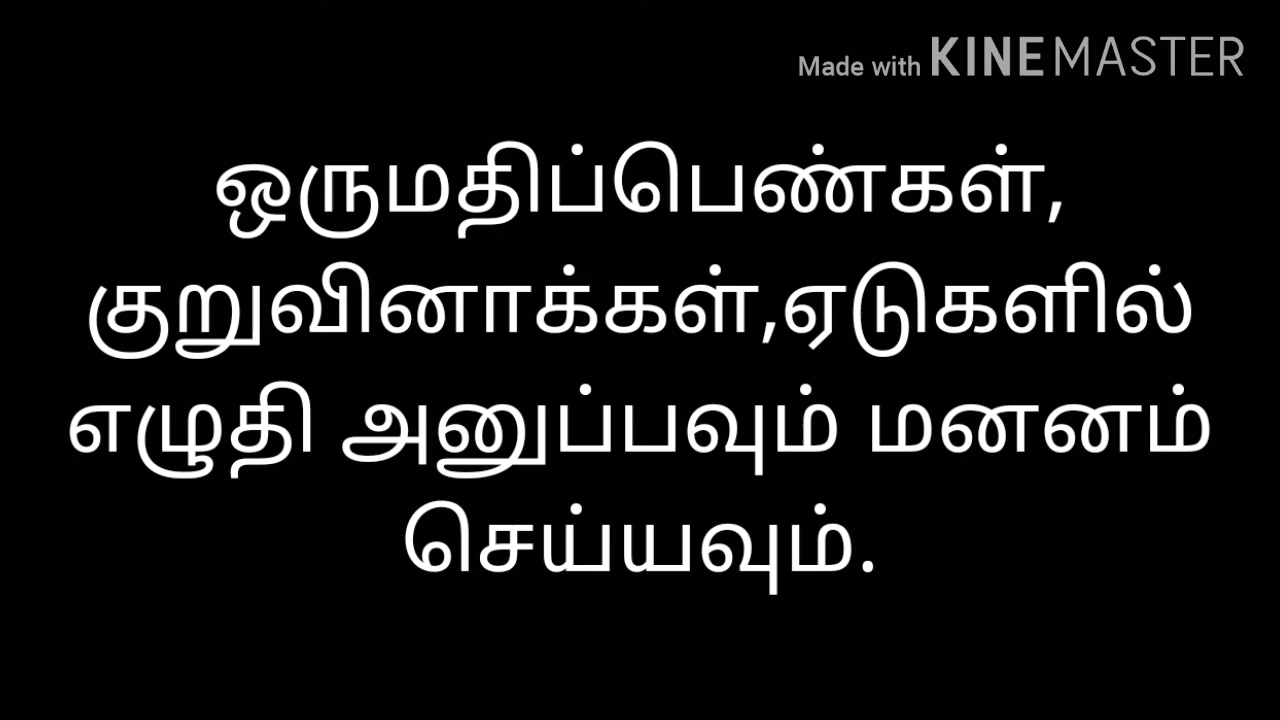 Made with KINEMASTER
ஒருமதிப்பெண்கள்,
குறுவினாக்கள்,ஏடுகளில்
எழுதி அனுப்பவும் மனனம்
செய்யவும்.